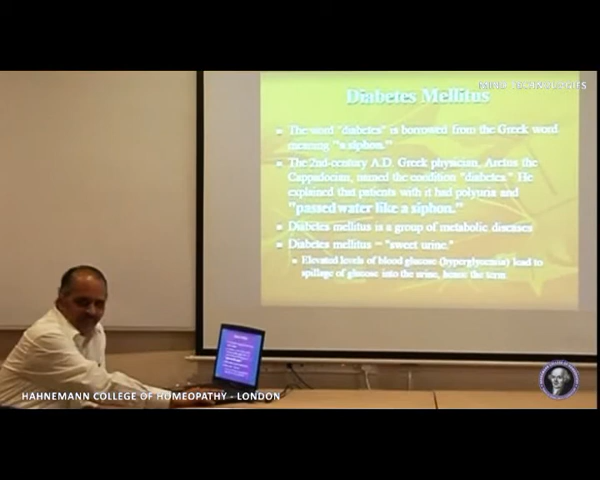 MIND TECHNOLOGIES
Diabetes Mellitus
The word "diabetes" is borrowed from the Greek word
meaning "a siphon."
The 2nd-century A.D. Greek physician, Aretus the
Cappadocian, named the condition "diabetes." He
explained that patients with it had polyuria and
"passed water like a siphon."
Diabetes mellitus is a group of metabolic diseases
Diabetes mellitus = "sweet urine."
Elevated levels of blood glucose (hyperglycemia) lead to
spillage of glucose into the urine, hence the term
HAHNEMANN COLLEGE OF HOMEOPATHY - LONDON